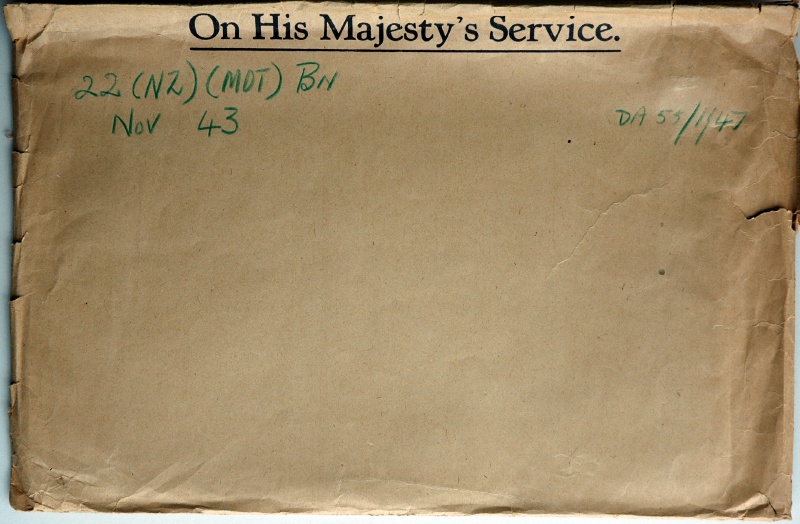 On His Majesty's Service.
22 (NZ) (MOT) BN
Nov 43
DA 55/1/47